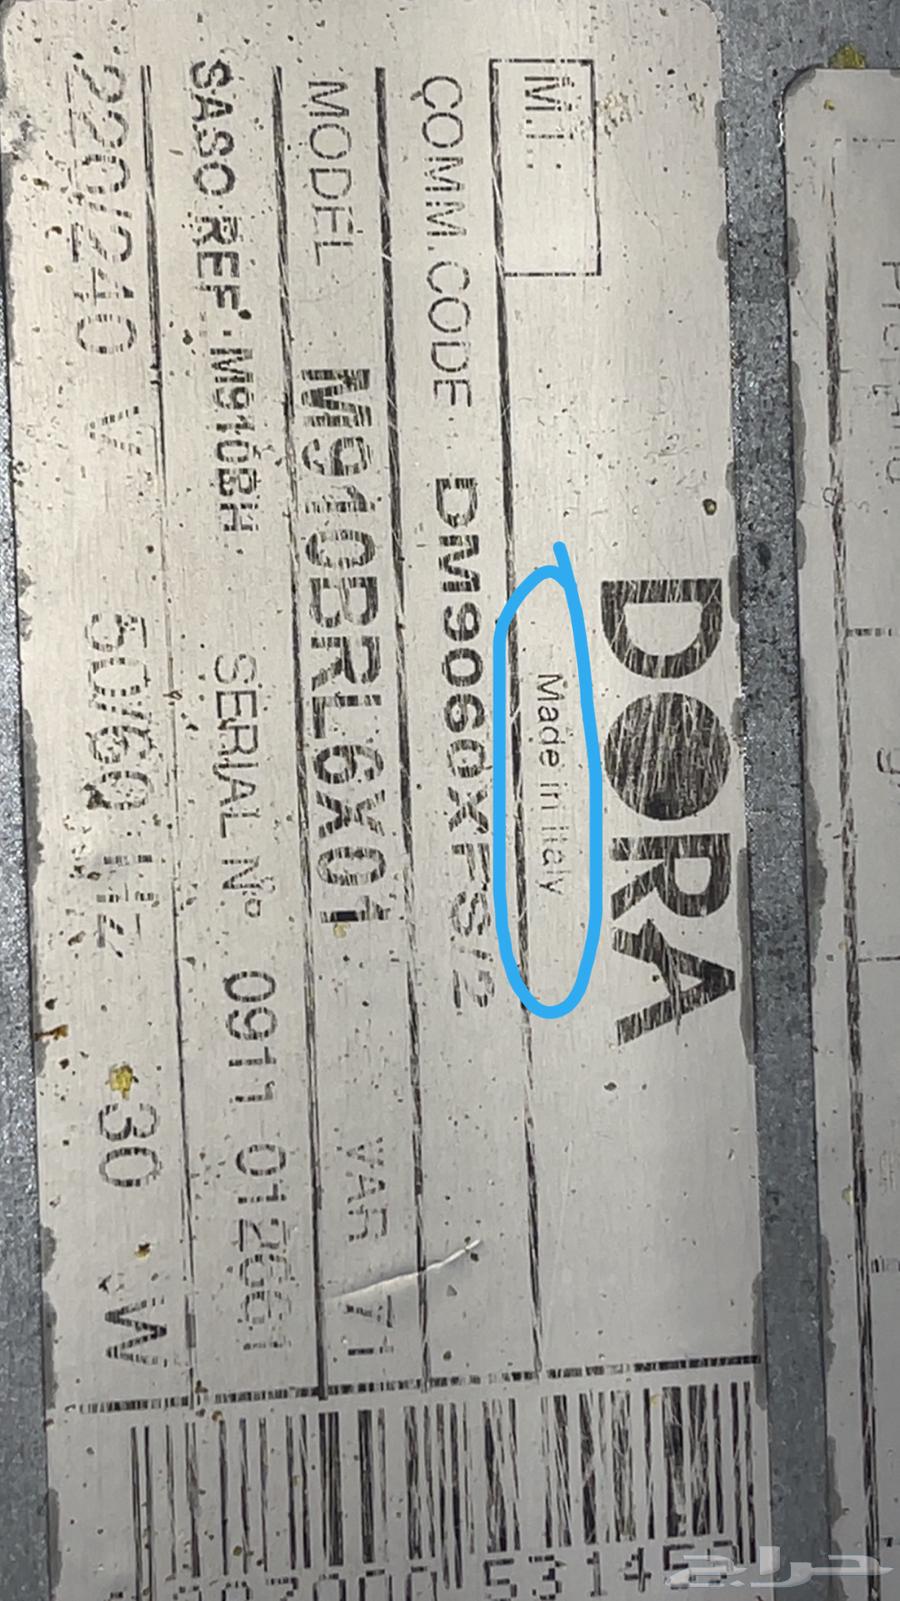 DORA
Made in Italy
M.I.:
COMM.CODE DM9060XFS/2
MODEL M910BRL6X01 VAR 71
SASO REF. M910BH SERIAL N° 0911 012661
220/240 V 50/60 Hz 30 W
حراج